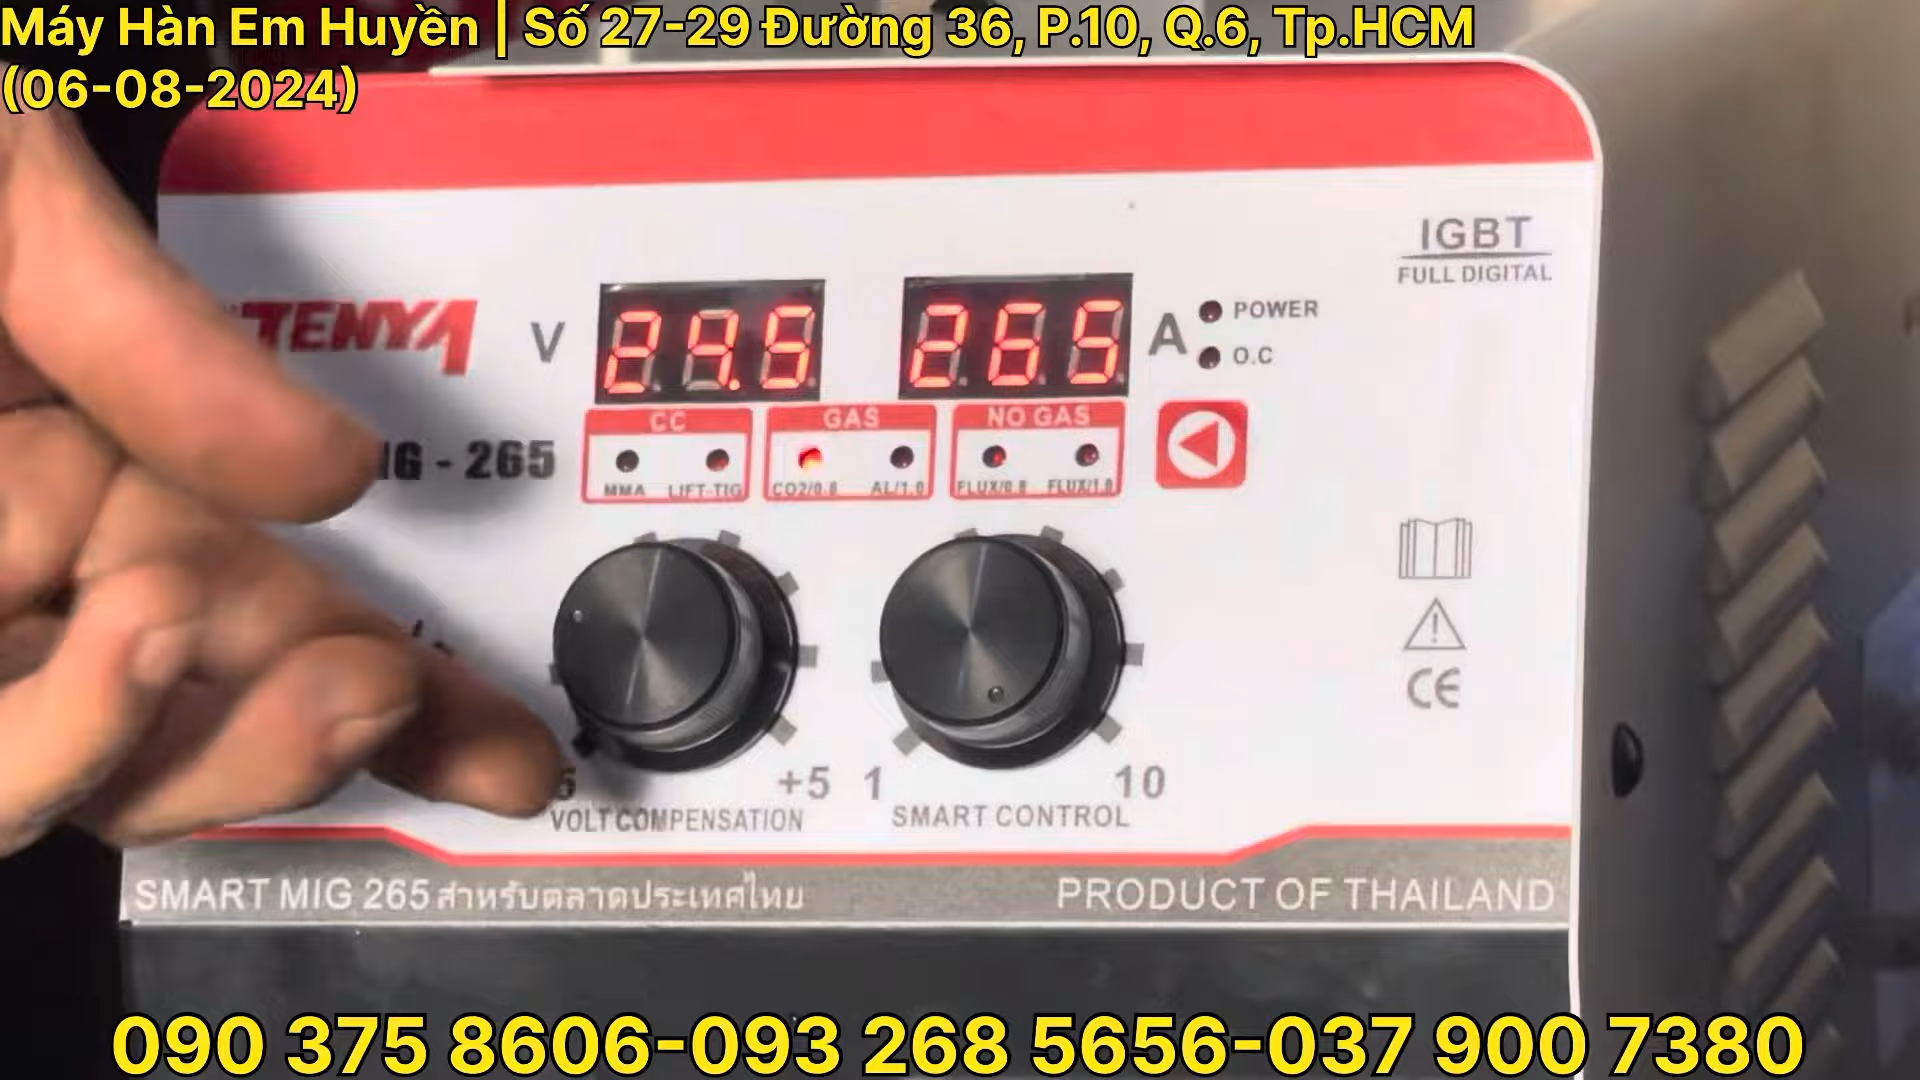 Máy Hàn Em Huyền | Số 27-29 Đường 36, P.10, Q.6, Tp.HCM
(06-08-2024)
IGBT
FULL DIGITAL
TENYA
V
24.5
265
A
POWER
O.C
CC
GAS
NO GAS
MMA
LIFT-TIG
CO2/0.8
AL/1.0
FLUX/0.8
FLUX/1.0
- 265
CE
5
+5
1
10
VOLT COMPENSATION
SMART CONTROL
SMART MIG 265 สำหรับตลาดประเทศไทย
PRODUCT OF THAILAND
090 375 8606-093 268 5656-037 900 7380